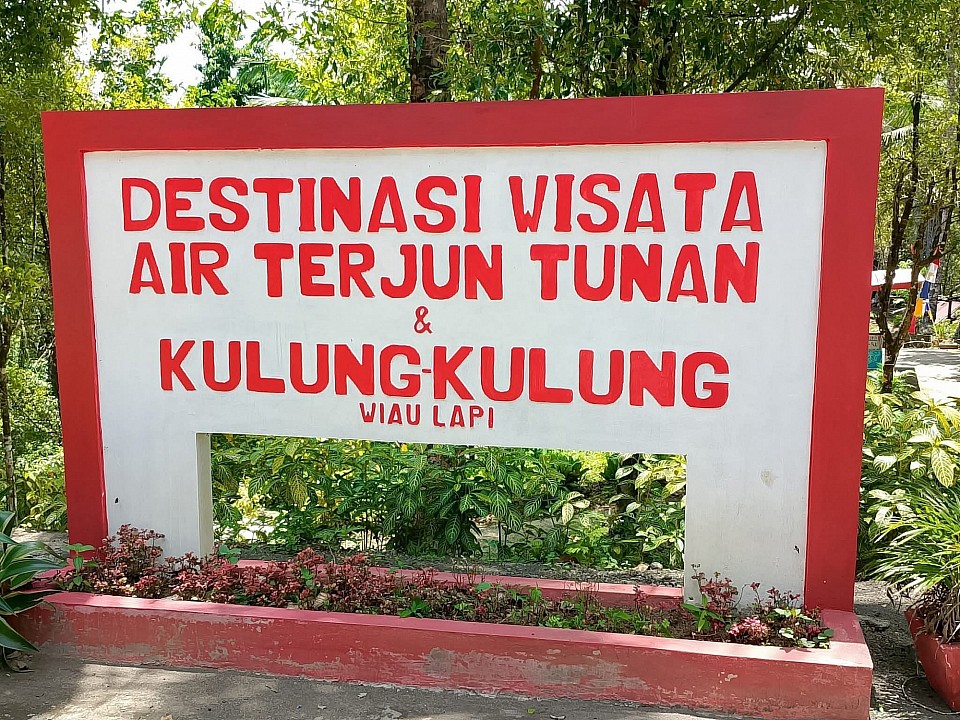 DESTINASI WISATA
AIR TERJUN TUNAN
&
KULUNG-KULUNG
WIAU LAPI